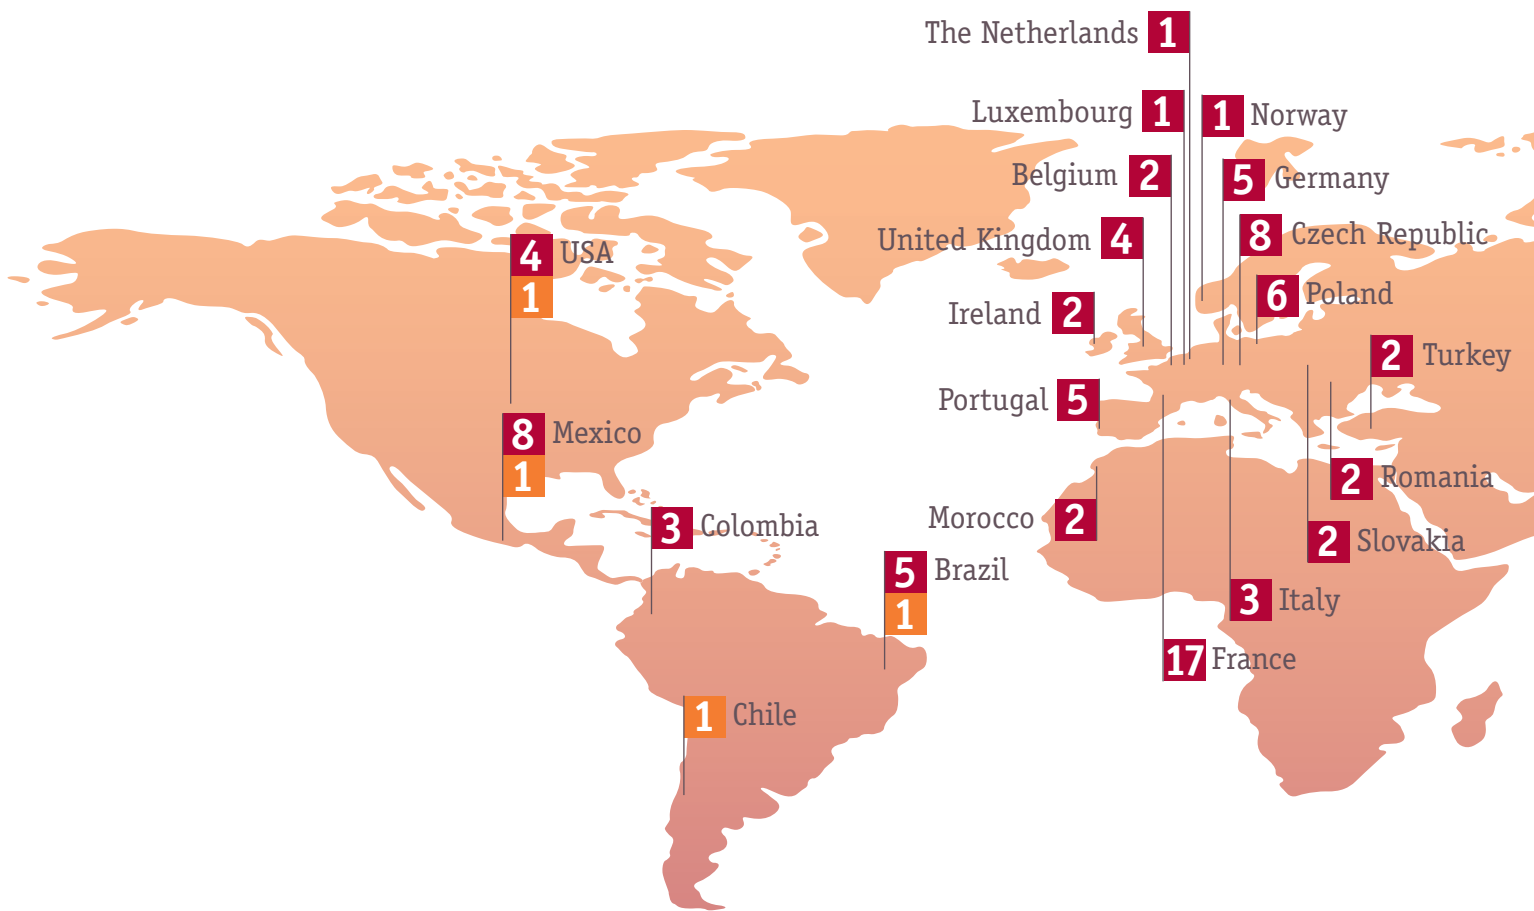 The Netherlands 1
Luxembourg 1
1 Norway
Belgium 2
5 Germany
United Kingdom 4
8 Czech Republic
4 USA
1
6 Poland
Ireland 2
2 Turkey
Portugal 5
8 Mexico
1
2 Romania
Morocco 2
3 Colombia
2 Slovakia
5 Brazil
1
3 Italy
17 France
1 Chile